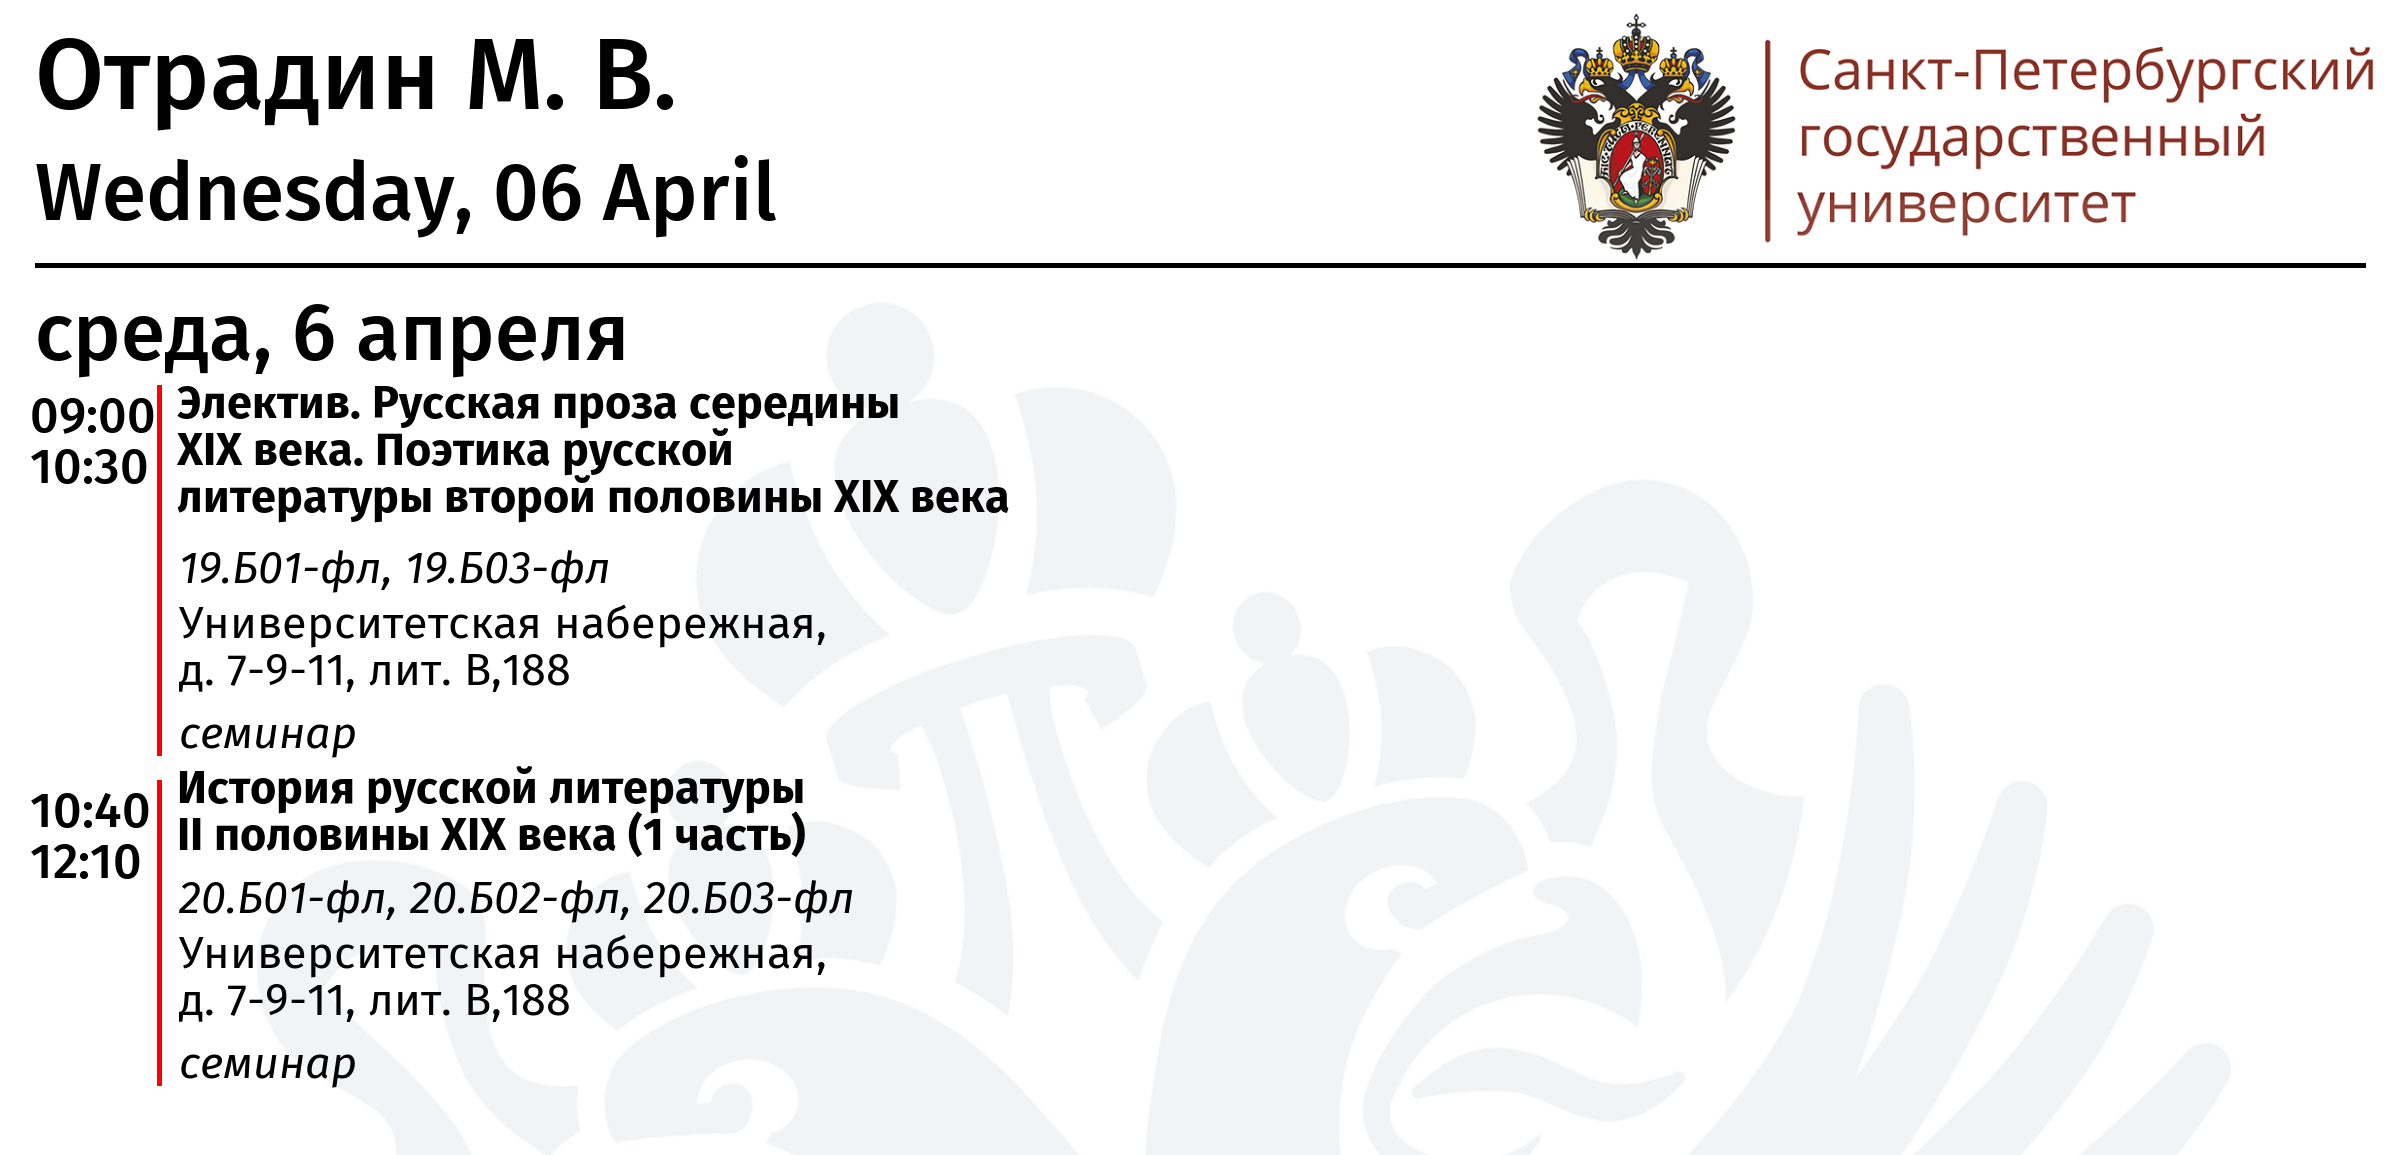 Отрадин М. В.
Wednesday, 06 April
Санкт-Петербургский
государственный
университет
среда, 6 апреля
09:00
10:30
Электив. Русская проза середины
XIX века. Поэтика русской
литературы второй половины XIX века
19.Б01-фл, 19.Б03-фл
Университетская набережная,
д. 7-9-11, лит. В,188
семинар
10:40
12:10
История русской литературы
II половины XIX века (1 часть)
20.Б01-фл, 20.Б02-фл, 20.Б03-фл
Университетская набережная,
д. 7-9-11, лит. В,188
семинар